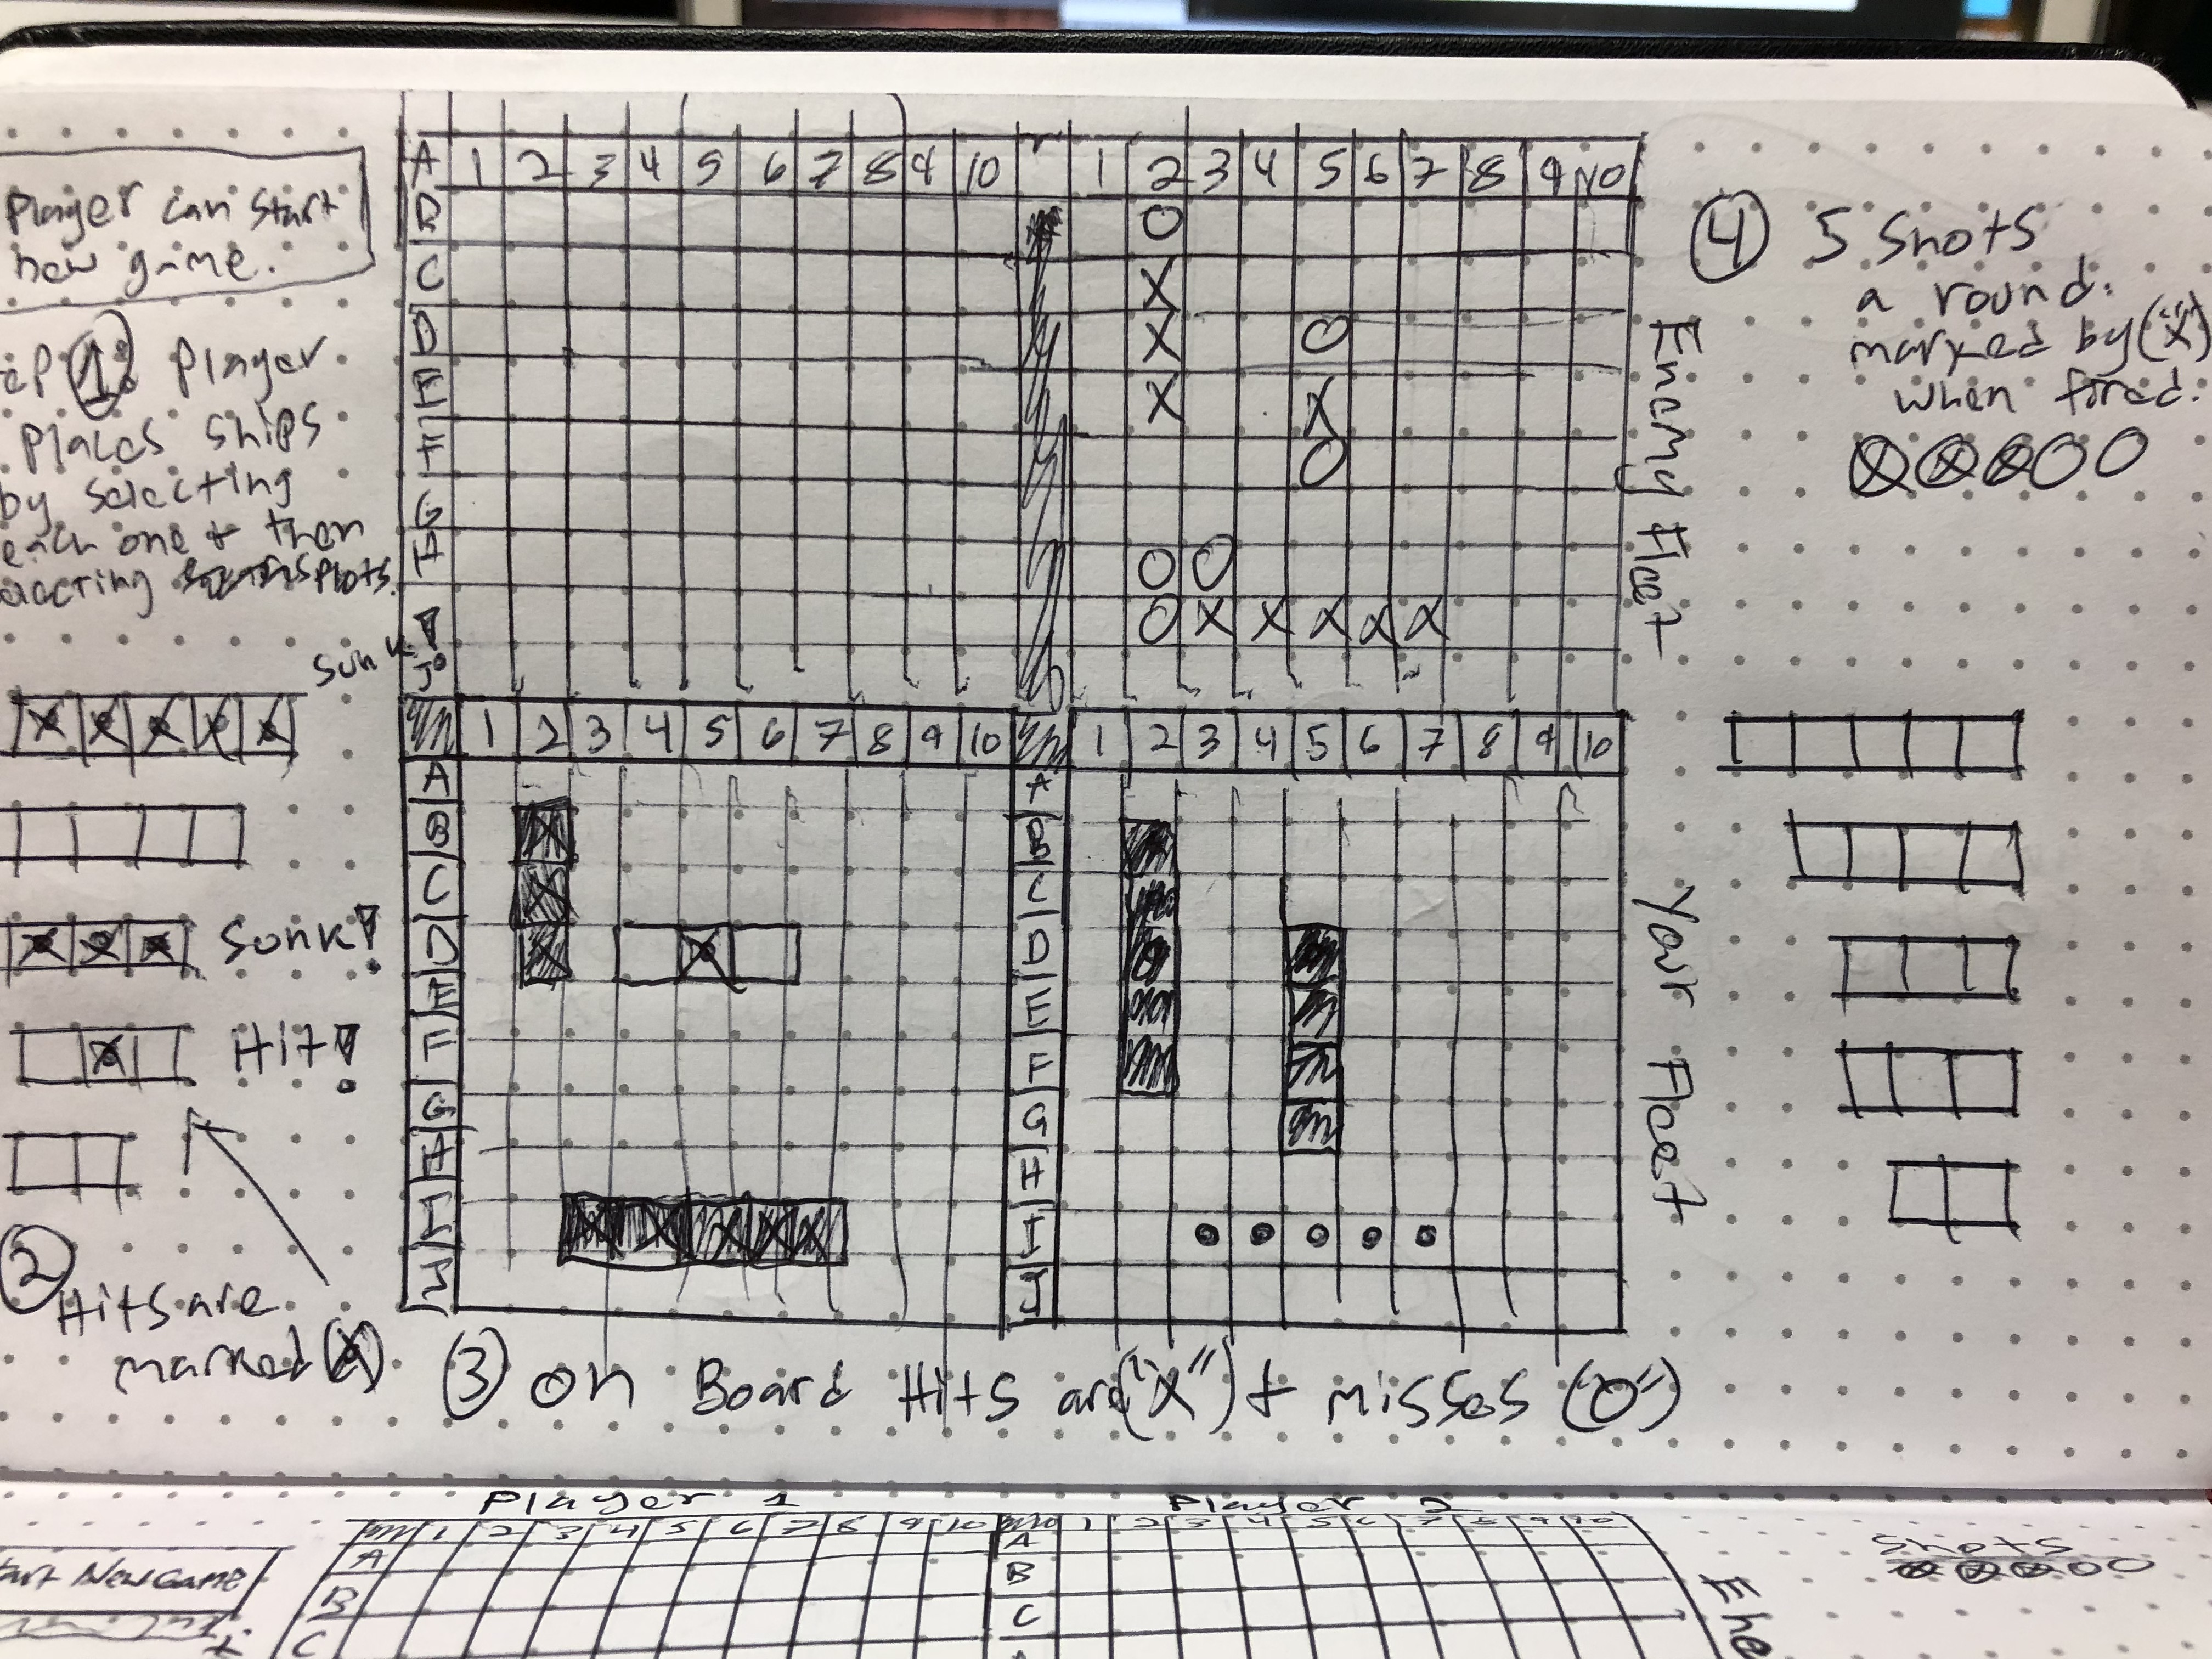 Player can start
new game.
eP 1. Player
Places ships
by selecting
each one + then
electing plots.
Sunk!
Sunk!
Hit!
2
Hits are
marked (X)
A 1 2 3 4 5 6 7 8 9 10
B
C
D
E
F
G
H
I
J
1 2 3 4 5 6 7 8 9 10
O
X
X O
X X
O
O O
O X X X X X
Enemy Fleet
4 5 Shots
a round.
marked by ("X")
when fired.
1 2 3 4 5 6 7 8 9 10
A
B
C
D
E
F
G
H
I
J
1 2 3 4 5 6 7 8 9 10
A
B
C
D
E
F
G
H
I
J
Your Fleet
3 On Board Hits are ("X") + misses ("O")
Player 1
Player 2
1 2 3 4 5 6 7 8 9 10
A
B
C
1 2 3 4 5 6 7 8 9 10
A
B
C
art New Game
Shots
Ene